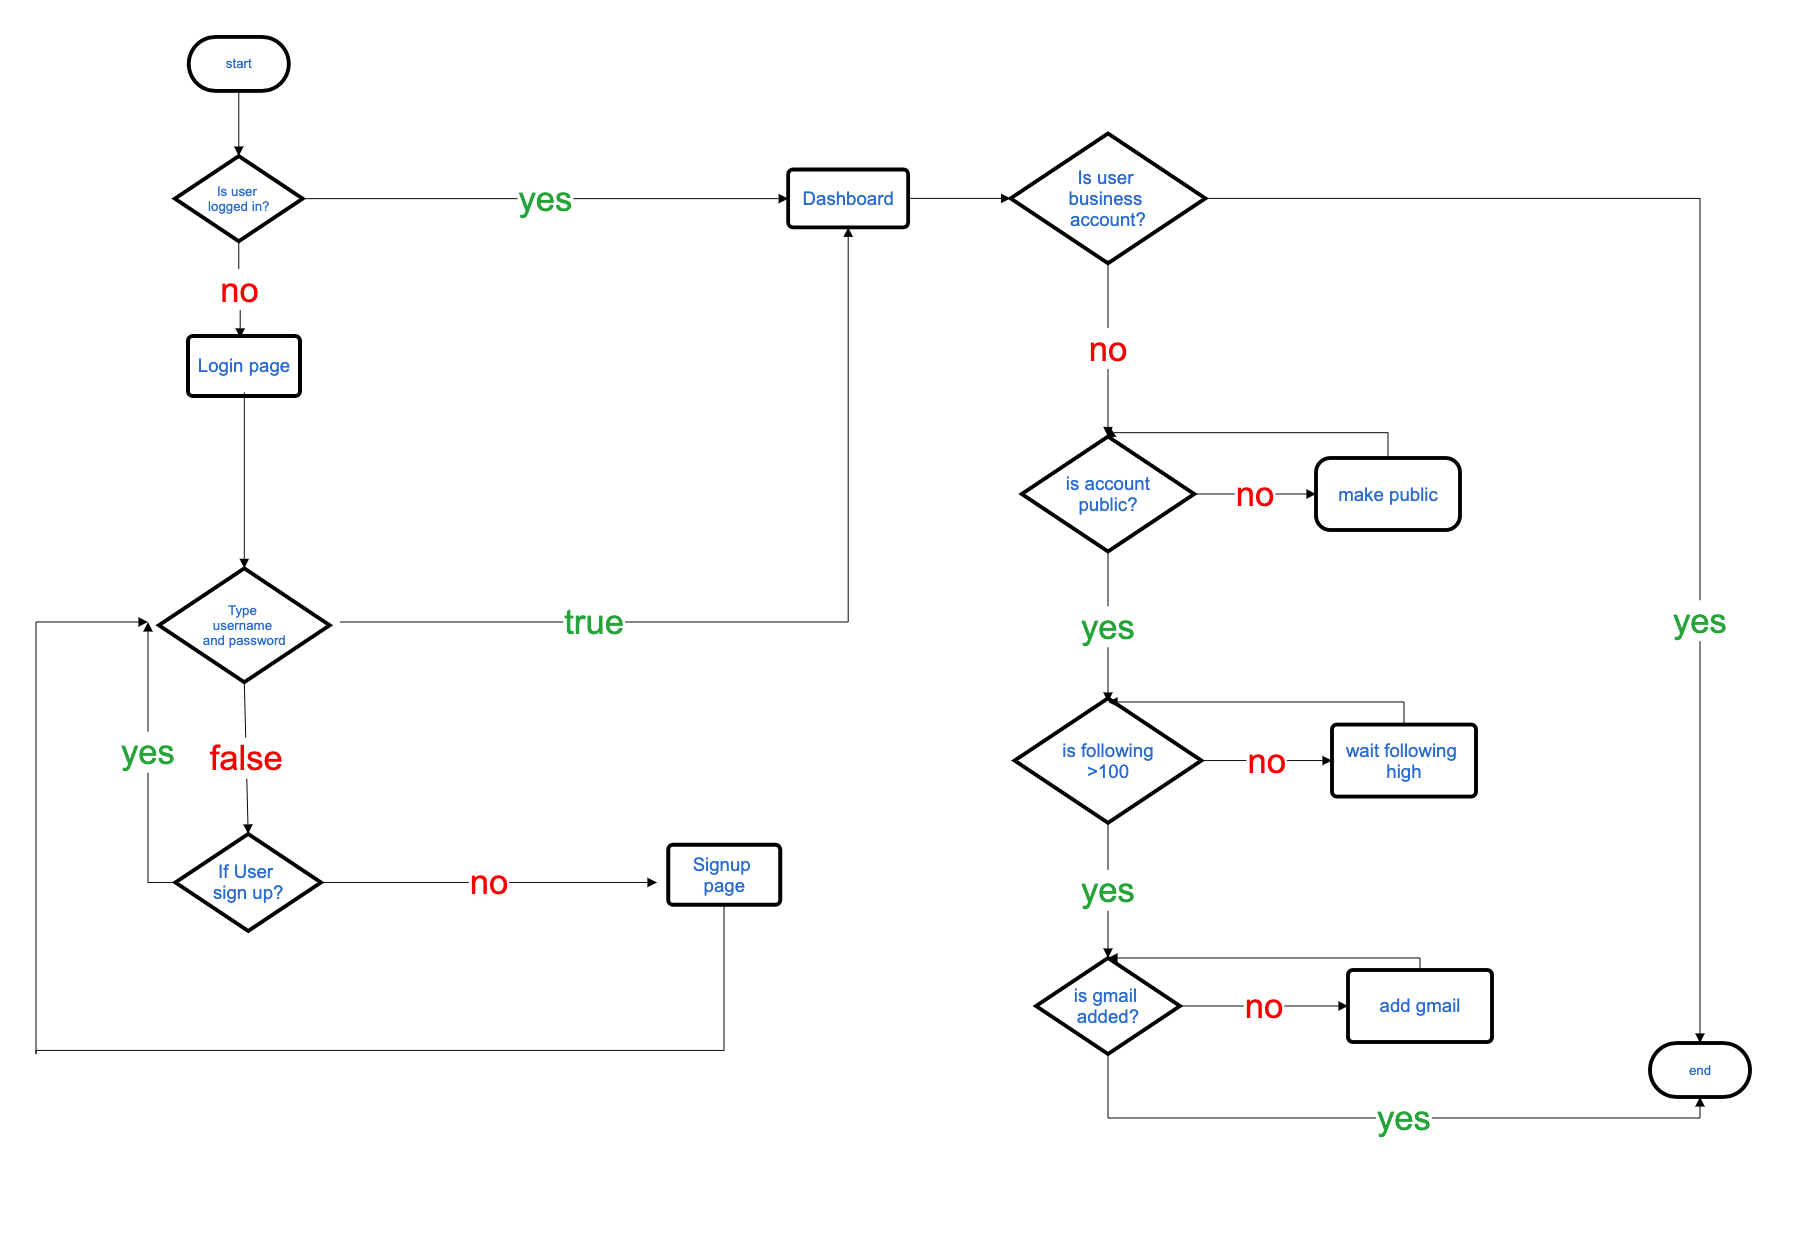 start
Is user
logged in?
yes
Dashboard
Is user
business
account?
no
Login page
no
is account
public?
no
make public
Type
username
and password
true
yes
yes
yes
false
is following
>100
no
wait following
high
If User
sign up?
no
Signup
page
yes
is gmail
added?
no
add gmail
end
yes